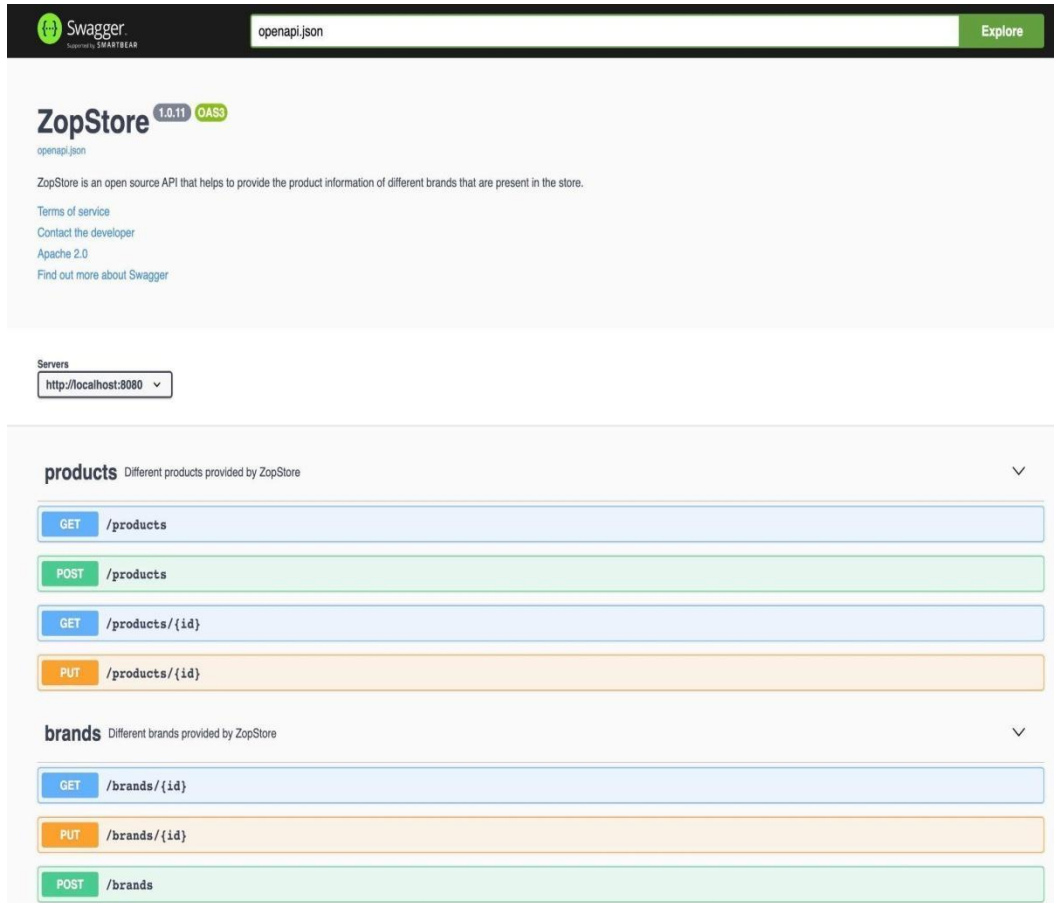 Swagger.
Supported by SMARTBEAR
openapi.json
Explore
ZopStore 1.0.11 OAS3
openapi.json
ZopStore is an open source API that helps to provide the product information of different brands that are present in the store.
Terms of service
Contact the developer
Apache 2.0
Find out more about Swagger
Servers
http://localhost:8080
products Different products provided by ZopStore
GET /products
POST /products
GET /products/{id}
PUT /products/{id}
brands Different brands provided by ZopStore
GET /brands/{id}
PUT /brands/{id}
POST /brands